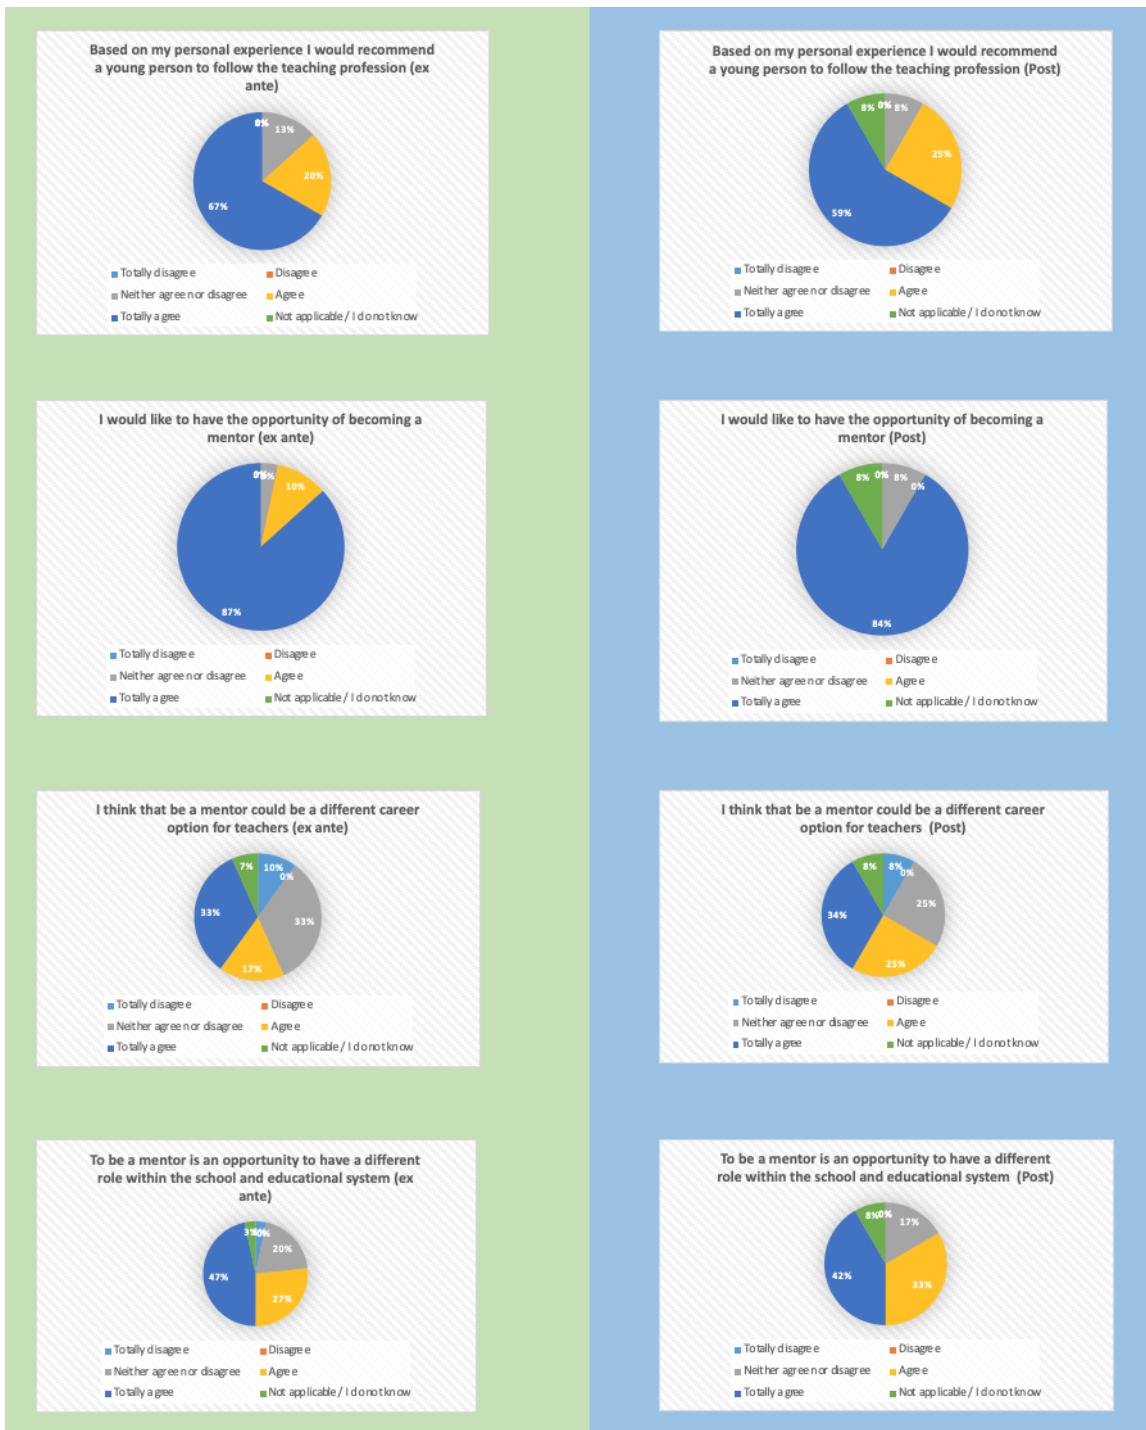 Based on my personal experience I would recommend
a young person to follow the teaching profession (ex
ante)
0%
13%
20%
67%
Totally disagree
Disagree
Neither agree nor disagree
Agree
Totally agree
Not applicable / I do not know
Based on my personal experience I would recommend
a young person to follow the teaching profession (Post)
8%
0%
8%
25%
59%
Totally disagree
Disagree
Neither agree nor disagree
Agree
Totally agree
Not applicable / I do not know
I would like to have the opportunity of becoming a
mentor (ex ante)
0%
10%
87%
Totally disagree
Disagree
Neither agree nor disagree
Agree
Totally agree
Not applicable / I do not know
I would like to have the opportunity of becoming a
mentor (Post)
8%
0%
8%
0%
84%
Totally disagree
Disagree
Neither agree nor disagree
Agree
Totally agree
Not applicable / I do not know
I think that be a mentor could be a different career
option for teachers (ex ante)
7%
10%
0%
33%
33%
17%
Totally disagree
Disagree
Neither agree nor disagree
Agree
Totally agree
Not applicable / I do not know
I think that be a mentor could be a different career
option for teachers (Post)
8%
8%
0%
25%
34%
25%
Totally disagree
Disagree
Neither agree nor disagree
Agree
Totally agree
Not applicable / I do not know
To be a mentor is an opportunity to have a different
role within the school and educational system (ex
ante)
3%
0%
20%
47%
27%
Totally disagree
Disagree
Neither agree nor disagree
Agree
Totally agree
Not applicable / I do not know
To be a mentor is an opportunity to have a different
role within the school and educational system (Post)
8%
0%
17%
42%
33%
Totally disagree
Disagree
Neither agree nor disagree
Agree
Totally agree
Not applicable / I do not know